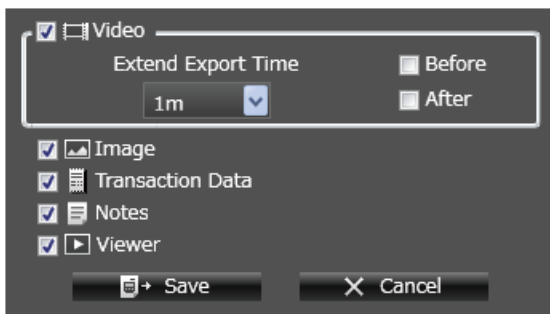 Video
Extend Export Time
Before
1m
After
Image
Transaction Data
Notes
Viewer
Save
Cancel